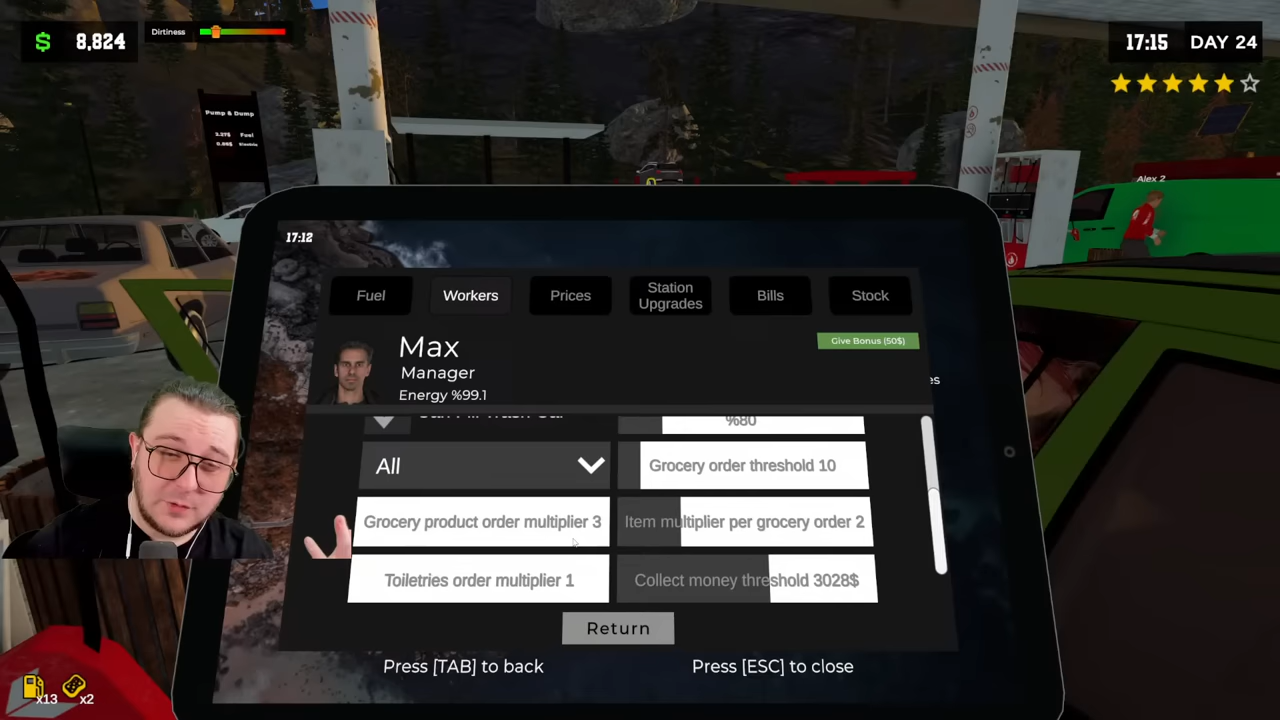 $ 8,824
Dirtiness
17:15 DAY 24
Pump & Dump
Fuel
Alex 2
17:12
Fuel
Workers
Prices
Station
Upgrades
Bills
Stock
Max
Manager
Energy %99.1
Give Bonus (50$)
es
%80
All
Grocery order threshold 10
Grocery product order multiplier 3
Item multiplier per grocery order 2
Toiletries order multiplier 1
Collect money threshold 3028$
Return
Press [TAB] to back
Press [ESC] to close
x13
x2